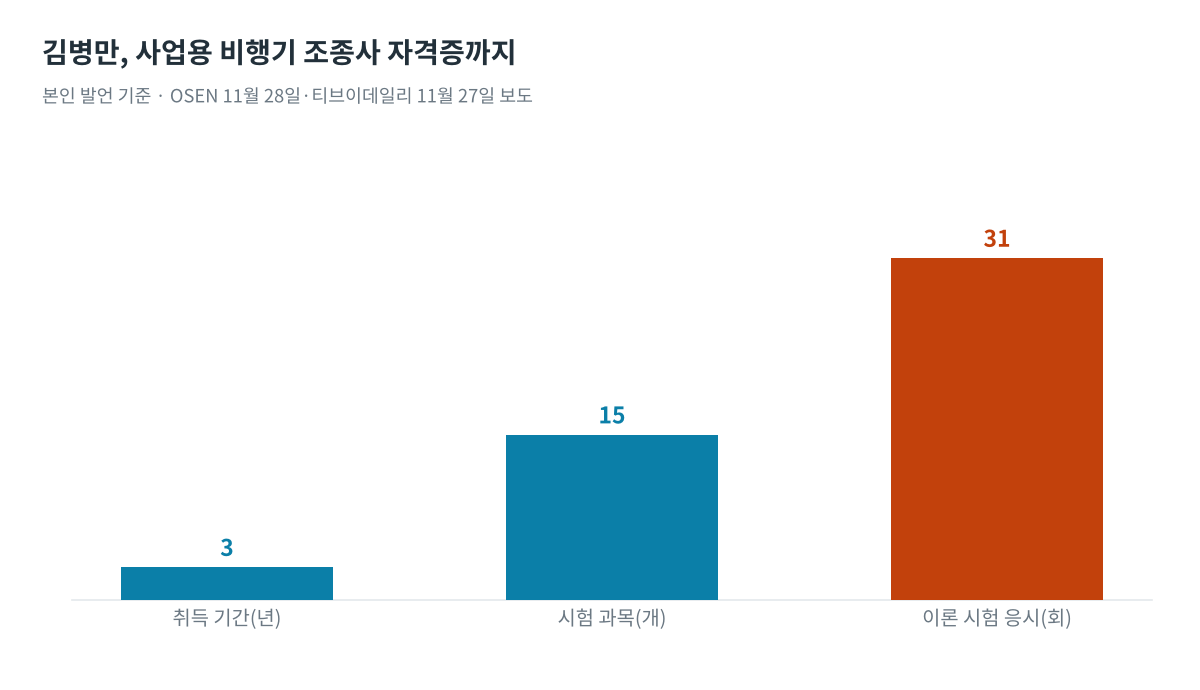 김병만, 사업용 비행기 조종사 자격증까지
본인 발언 기준 · OSEN 11월 28일·티브이데일리 11월 27일 보도
3
15
31
취득 기간(년)
시험 과목(개)
이론 시험 응시(회)